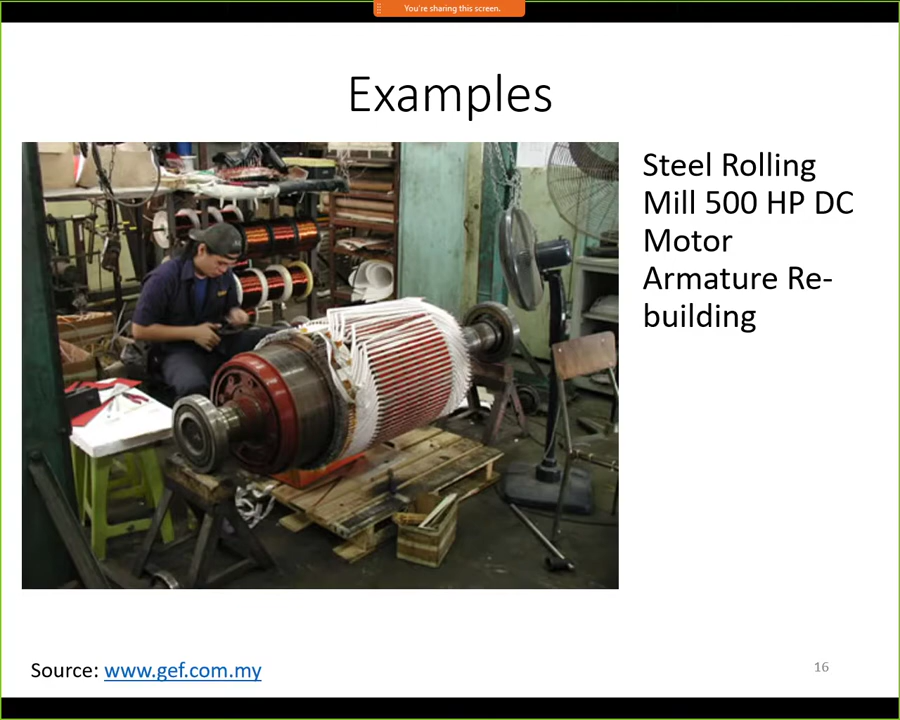 You're sharing this screen.
Examples
Steel Rolling
Mill 500 HP DC
Motor
Armature Re-
building
Source: www.gef.com.my
16